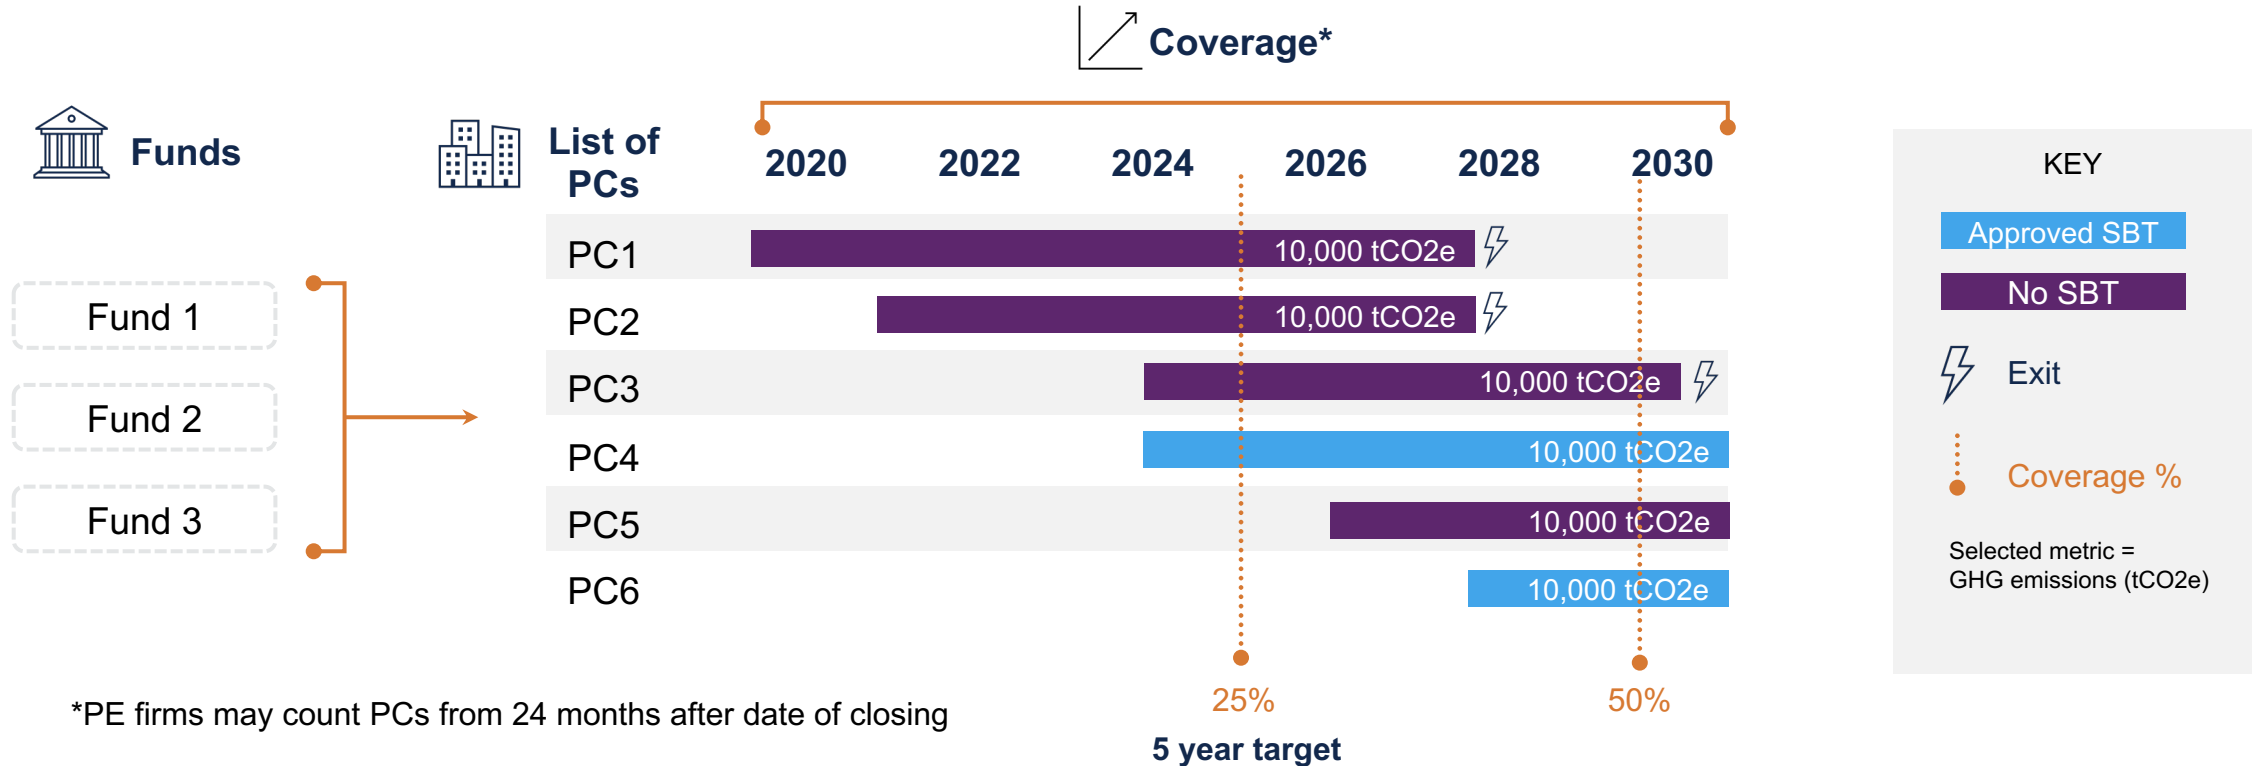 Coverage*
Funds
List of
PCs
2020
2022
2024
2026
2028
2030
KEY
Approved SBT
No SBT
Exit
Coverage %
Selected metric =
GHG emissions (tCO2e)
Fund 1
Fund 2
Fund 3
PC1
10,000 tCO2e
PC2
10,000 tCO2e
PC3
10,000 tCO2e
PC4
10,000 tCO2e
PC5
10,000 tCO2e
PC6
10,000 tCO2e
25%
50%
5 year target
*PE firms may count PCs from 24 months after date of closing